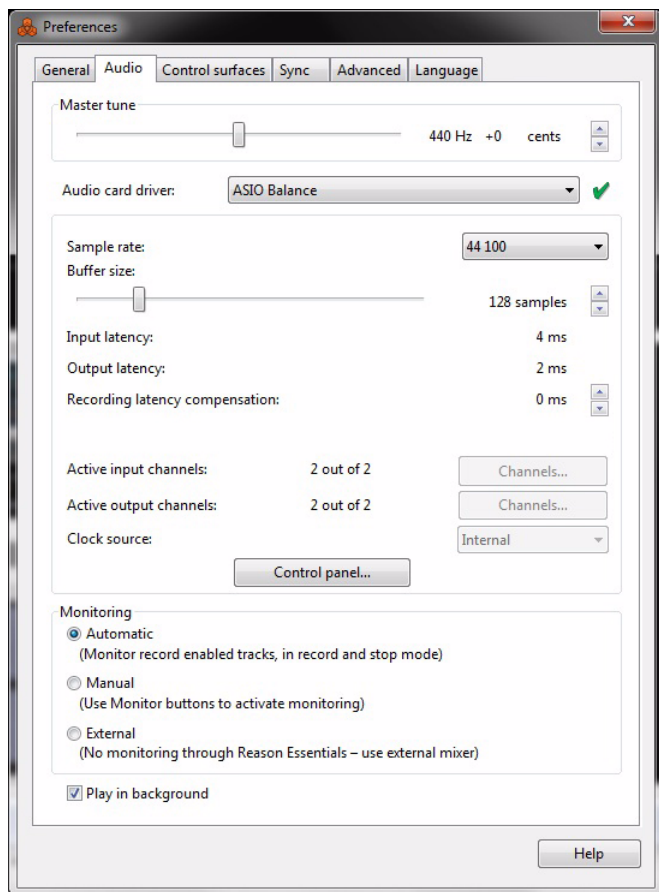 Preferences
General Audio Control surfaces Sync Advanced Language
Master tune
440 Hz +0 cents
Audio card driver: ASIO Balance
Sample rate: 44 100
Buffer size:
128 samples
Input latency: 4 ms
Output latency: 2 ms
Recording latency compensation: 0 ms
Active input channels: 2 out of 2 Channels...
Active output channels: 2 out of 2 Channels...
Clock source: Internal
Control panel...
Monitoring
Automatic
(Monitor record enabled tracks, in record and stop mode)
Manual
(Use Monitor buttons to activate monitoring)
External
(No monitoring through Reason Essentials – use external mixer)
Play in background
Help